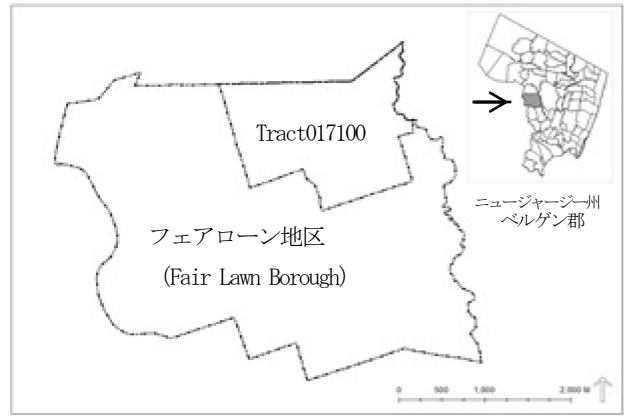 Tract017100
フェアローン地区
(Fair Lawn Borough)
ニュージャージー州
ベルゲン郡
0 500 1,000 2,000 M